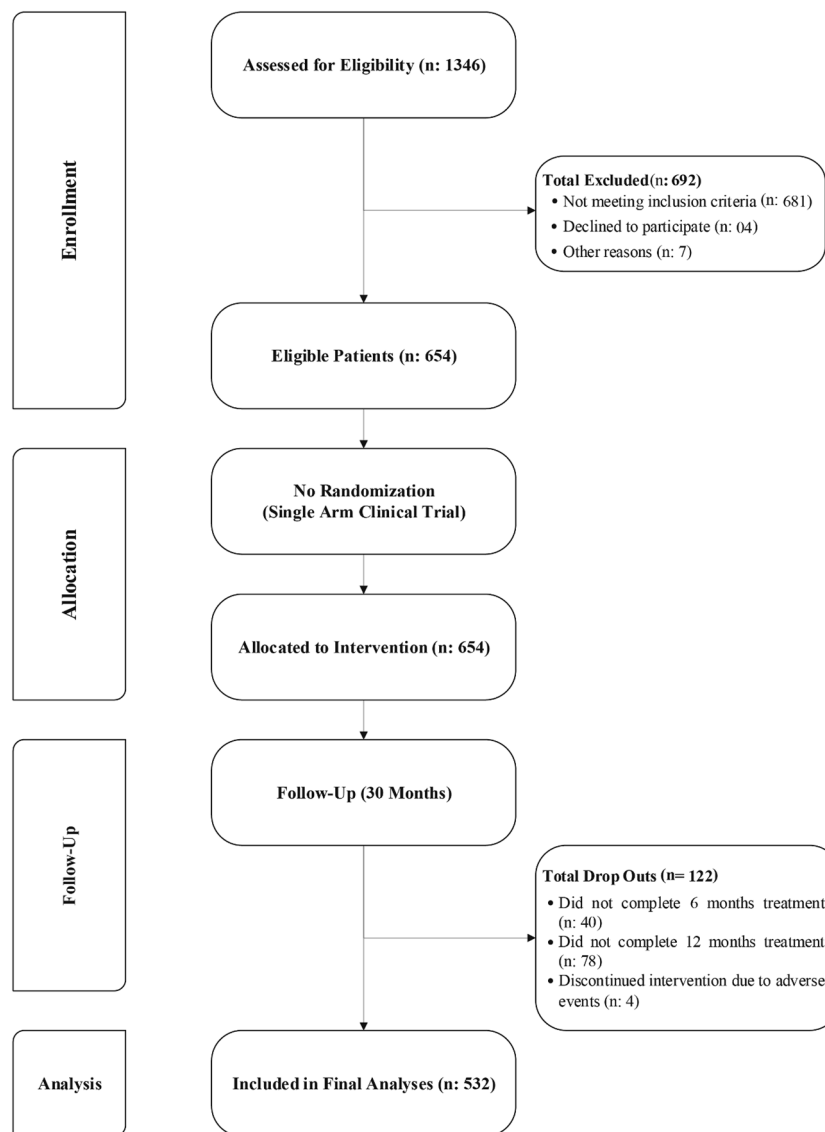 Enrollment
Assessed for Eligibility (n: 1346)
Total Excluded(n: 692)
• Not meeting inclusion criteria (n: 681)
• Declined to participate (n: 04)
• Other reasons (n: 7)
Eligible Patients (n: 654)
Allocation
No Randomization
(Single Arm Clinical Trial)
Allocated to Intervention (n: 654)
Follow-Up
Follow-Up (30 Months)
Total Drop Outs (n= 122)
• Did not complete 6 months treatment
(n: 40)
• Did not complete 12 months treatment
(n: 78)
• Discontinued intervention due to adverse
events (n: 4)
Analysis
Included in Final Analyses (n: 532)